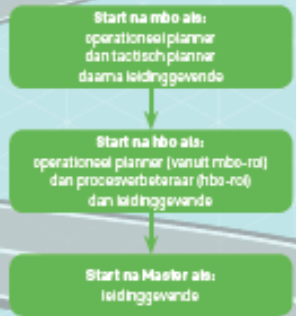 Start na mbo als:
operationeel planner
dan tactisch planner
daarna leidinggevende
Start na hbo als:
operationeel planner (vanuit mbo-rol)
dan procesverbeteraar (hbo-rol)
dan leidinggevende
Start na Master als:
leidinggevende